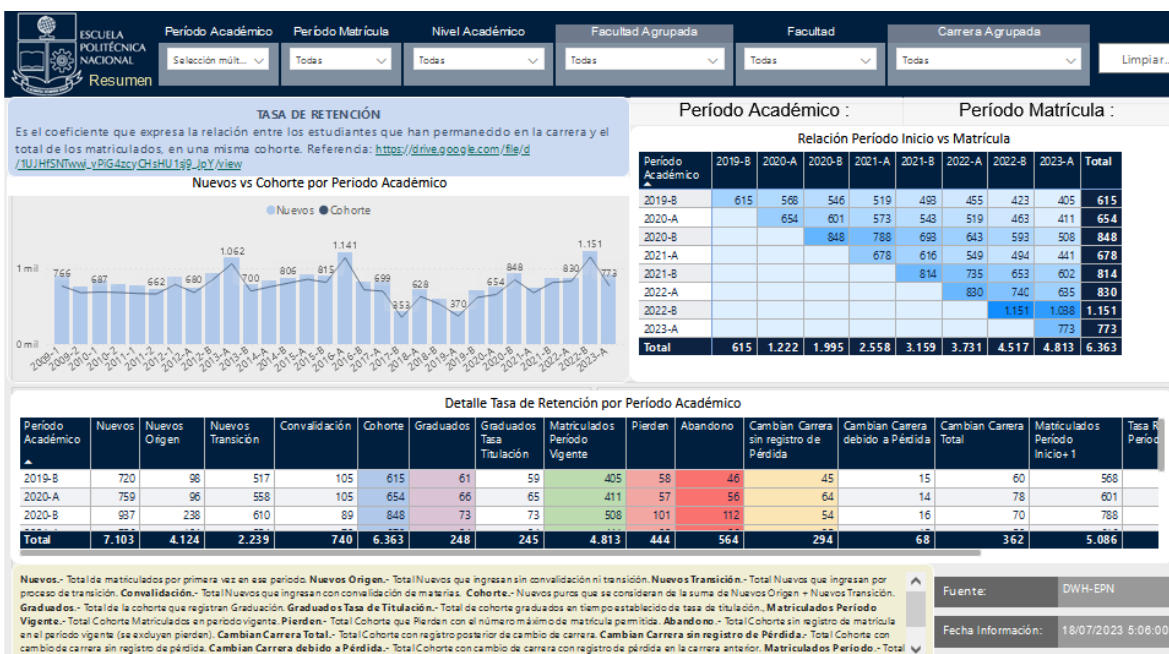 ESCUELA
POLITÉCNICA
NACIONAL
Resumen
Período Académico Período Matrícula Nivel Académico Facultad Agrupada Facultad Carrera Agrupada
Selección múlt... Todas Todas Todas Todas Todas Limpiar...
TASA DE RETENCIÓN
Es el coeficiente que expresa la relación entre los estudiantes que han permanecido en la carrera y el
total de los matriculados, en una misma cohorte. Referencia: https://drive.google.com/file/d
Nuevos vs Cohorte por Periodo Académico
Nuevos Cohorte
1 mil
0 mil
766 687 662 680 1.062 700 806 815 1.141 699 353 628 370 654 848 830 1.151 773
2009-1 2009-2 2010-1 2010-2 2011-1 2011-2 2012-A 2012-B 2013-A 2013-B 2014-A 2014-B 2015-A 2015-B 2016-A 2016-B 2017-A 2017-B 2018-A 2018-B 2019-A 2019-B 2020-A 2020-B 2021-A 2021-B 2022-A 2022-B 2023-A
Período Académico : Período Matrícula :
Relación Período Inicio vs Matrícula
Período Académico 2019-B 2020-A 2020-B 2021-A 2021-B 2022-A 2022-B 2023-A Total
2019-B 615 568 546 519 493 455 423 405 615
2020-A 654 601 573 543 519 463 411 654
2020-B 848 788 693 643 593 508 848
2021-A 678 616 549 494 441 678
2021-B 814 735 653 602 814
2022-A 830 740 635 830
2022-B 1.151 1.038 1.151
2023-A 773 773
Total 615 1.222 1.995 2.558 3.159 3.731 4.517 4.813 6.363
Detalle Tasa de Retención por Período Académico
Período Académico Nuevos Nuevos Origen Nuevos Transición Convalidación Cohorte Graduados Graduados Tasa Titulación Matriculados Período Vigente Pierden Abandono Cambian Carrera sin registro de Pérdida Cambian Carrera debido a Pérdida Cambian Carrera Total Matriculados Período Inicio+1 Tasa R Períod
2019-B 720 98 517 105 615 61 59 405 58 46 45 15 60 568
2020-A 759 96 558 105 654 66 65 411 57 56 64 14 78 601
2020-B 937 238 610 89 848 73 73 508 101 112 54 16 70 788
Total 7.103 4.124 2.239 740 6.363 248 245 4.813 444 564 294 68 362 5.086
Nuevos.- Total de matriculados por primera vez en ese periodo. Nuevos Origen.- Total Nuevos que ingresan sin convalidación ni transición. Nuevos Transición.- Total Nuevos que ingresan por
proceso de transición. Convalidación.- Total Nuevos que ingresan con convalidación de materias. Cohorte.- Nuevos puros que se consideran de la suma de Nuevos Origen + Nuevos Transición.
Graduados.- Total de la cohorte que registran Graduación. Graduados Tasa de Titulación.- Total de cohorte graduados en tiempo establecido de tasa de titulación., Matriculados Período
Vigente.- Total Cohorte Matriculados en periodo vigente. Pierden.- Total Cohorte que Pierden con el número máximo de matrícula permitida. Abandono.- Total Cohorte sin registro de matrícula
en el período vigente (se excluyen pierden). Cambian Carrera Total.- Total Cohorte con registro posterior de cambio de carrera. Cambian Carrera sin registro de Pérdida.- Total Cohorte con
cambio de carrera sin registro de pérdida. Cambian Carrera debido a Pérdida.- Total Cohorte con cambio de carrera con registro de pérdida en la carrera anterior. Matriculados Período.- Total
Fuente: DWH-EPN
Fecha Información: 18/07/2023 5:06:00